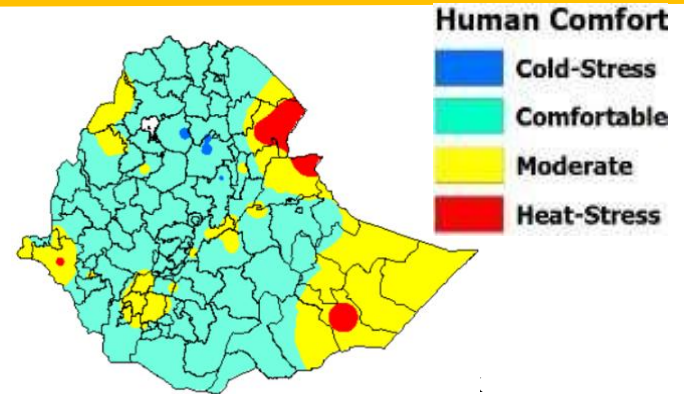 Human Comfort
Cold-Stress
Comfortable
Moderate
Heat-Stress